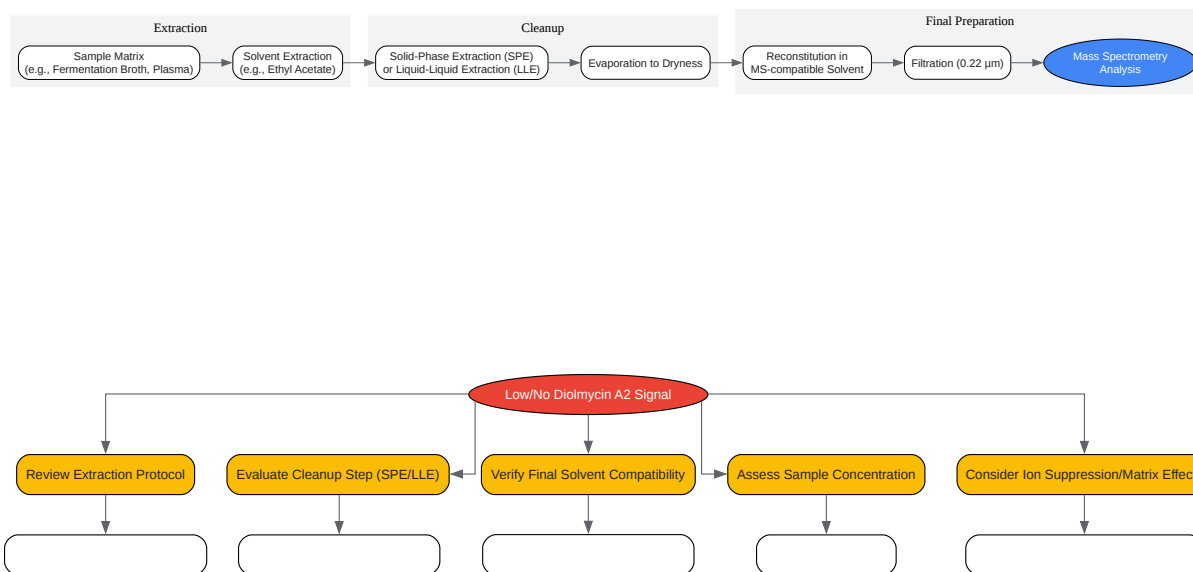 Extraction
Cleanup
Final Preparation
Sample Matrix
(e.g., Fermentation Broth, Plasma)
Solvent Extraction
(e.g., Ethyl Acetate)
Solid-Phase Extraction (SPE)
or Liquid-Liquid Extraction (LLE)
Evaporation to Dryness
Reconstitution in
MS-compatible Solvent
Filtration (0.22 µm)
Mass Spectrometry
Analysis
Low/No Diolmycin A2 Signal
Review Extraction Protocol
Evaluate Cleanup Step (SPE/LLE)
Verify Final Solvent Compatibility
Assess Sample Concentration
Consider Ion Suppression/Matrix Effec